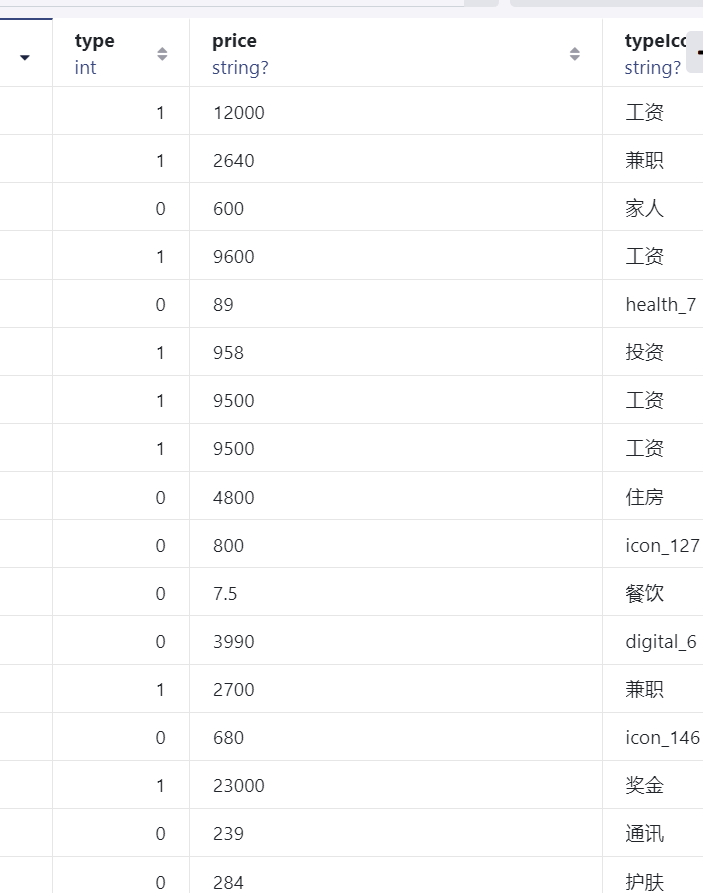 type price typeIc
int string? string?
1 12000 工资
1 2640 兼职
0 600 家人
1 9600 工资
0 89 health_7
1 958 投资
1 9500 工资
1 9500 工资
0 4800 住房
0 800 icon_127
0 7.5 餐饮
0 3990 digital_6
1 2700 兼职
0 680 icon_146
1 23000 奖金
0 239 通讯
0 284 护肤